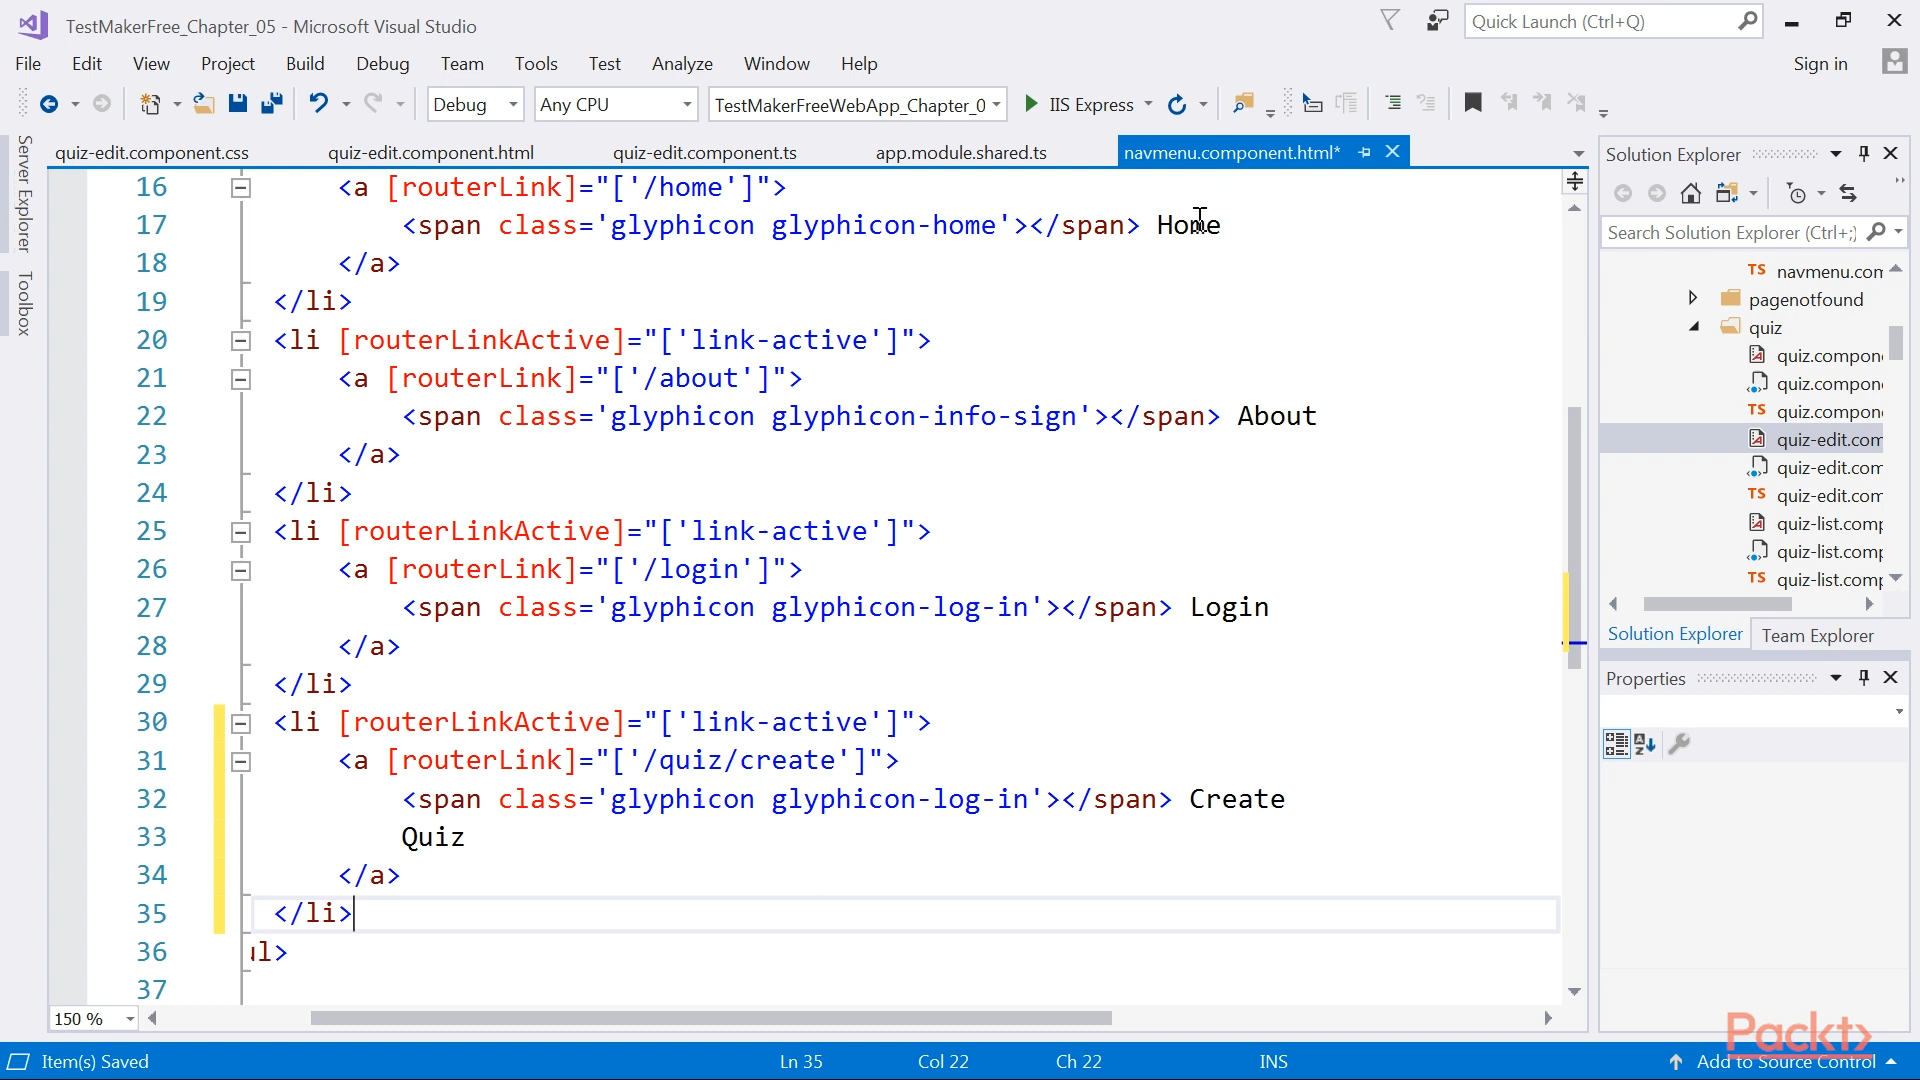 TestMakerFree_Chapter_05 - Microsoft Visual Studio
Quick Launch (Ctrl+Q)
File Edit View Project Build Debug Team Tools Test Analyze Window Help
Sign in
Debug Any CPU TestMakerFreeWebApp_Chapter_0 IIS Express
Server Explorer
Toolbox
quiz-edit.component.css quiz-edit.component.html quiz-edit.component.ts app.module.shared.ts navmenu.component.html*
16 <a [routerLink]="['/home']">
17 <span class='glyphicon glyphicon-home'></span> Home
18 </a>
19 </li>
20 <li [routerLinkActive]="['link-active']">
21 <a [routerLink]="['/about']">
22 <span class='glyphicon glyphicon-info-sign'></span> About
23 </a>
24 </li>
25 <li [routerLinkActive]="['link-active']">
26 <a [routerLink]="['/login']">
27 <span class='glyphicon glyphicon-log-in'></span> Login
28 </a>
29 </li>
30 <li [routerLinkActive]="['link-active']">
31 <a [routerLink]="['/quiz/create']">
32 <span class='glyphicon glyphicon-log-in'></span> Create
33 Quiz
34 </a>
35 </li>
36 ul>
37
150 %
Solution Explorer
Search Solution Explorer (Ctrl+;)
TS navmenu.com
pagenotfound
quiz
quiz.compone
quiz.compone
TS quiz.compone
quiz-edit.com
quiz-edit.com
TS quiz-edit.com
quiz-list.comp
quiz-list.comp
TS quiz-list.comp
Solution Explorer Team Explorer
Properties
Packt>
Item(s) Saved Ln 35 Col 22 Ch 22 INS Add to Source Control